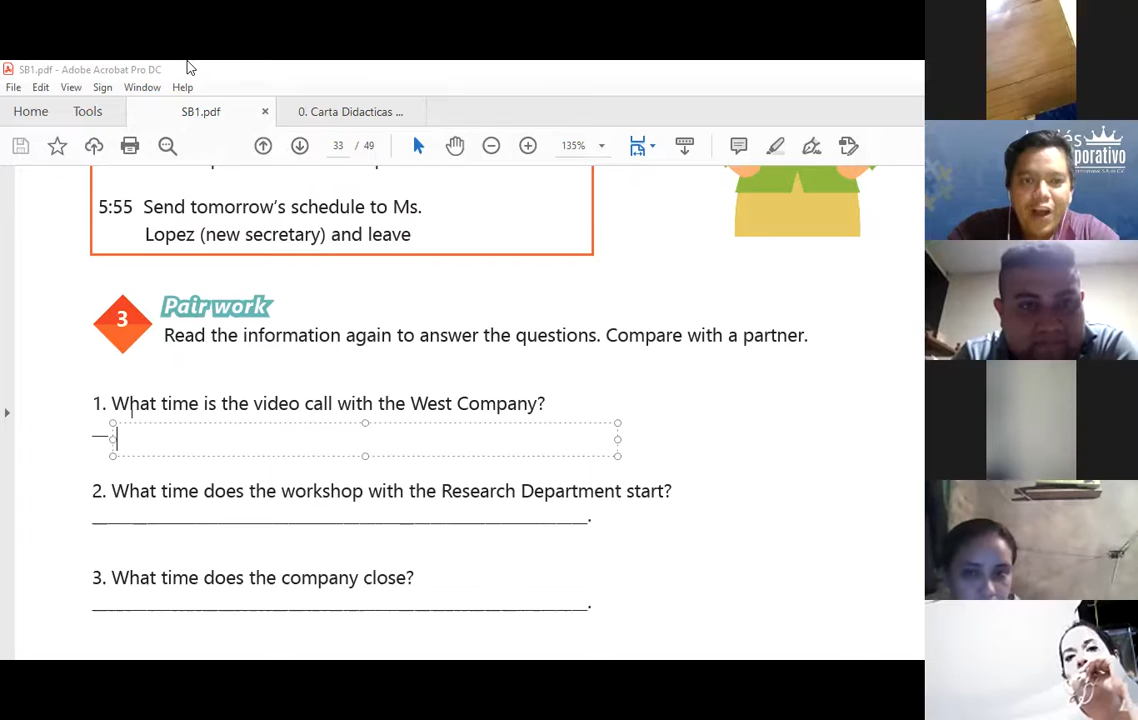 SB1.pdf - Adobe Acrobat Pro DC
File Edit View Sign Window Help
Home Tools SB1.pdf × 0. Carta Didacticas ...
33 / 49 135%
5:55 Send tomorrow's schedule to Ms.
Lopez (new secretary) and leave
3 Pair work
Read the information again to answer the questions. Compare with a partner.
1. What time is the video call with the West Company?
2. What time does the workshop with the Research Department start?
_______________.
3. What time does the company close?
_______________.
porativo